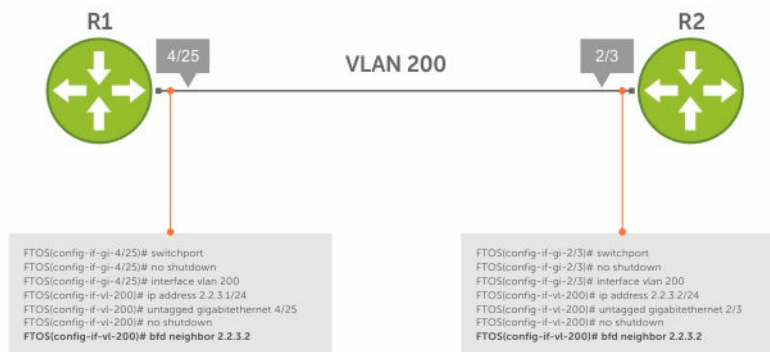 R1
R2
4/25
VLAN 200
2/3
FTOS(config-if-gi-4/25)# switchport
FTOS(config-if-gi-4/25)# no shutdown
FTOS(config-if-gi-4/25)# interface vlan 200
FTOS(config-if-vl-200)# ip address 2.2.3.1/24
FTOS(config-if-vl-200)# untagged gigabitethernet 4/25
FTOS(config-if-vl-200)# no shutdown
FTOS(config-if-vl-200)# bfd neighbor 2.2.3.2
FTOS(config-if-gi-2/3)# switchport
FTOS(config-if-gi-2/3)# no shutdown
FTOS(config-if-gi-2/3)# interface vlan 200
FTOS(config-if-vl-200)# ip address 2.2.3.2/24
FTOS(config-if-vl-200)# untagged gigabitethernet 2/3
FTOS(config-if-vl-200)# no shutdown
FTOS(config-if-vl-200)# bfd neighbor 2.2.3.2